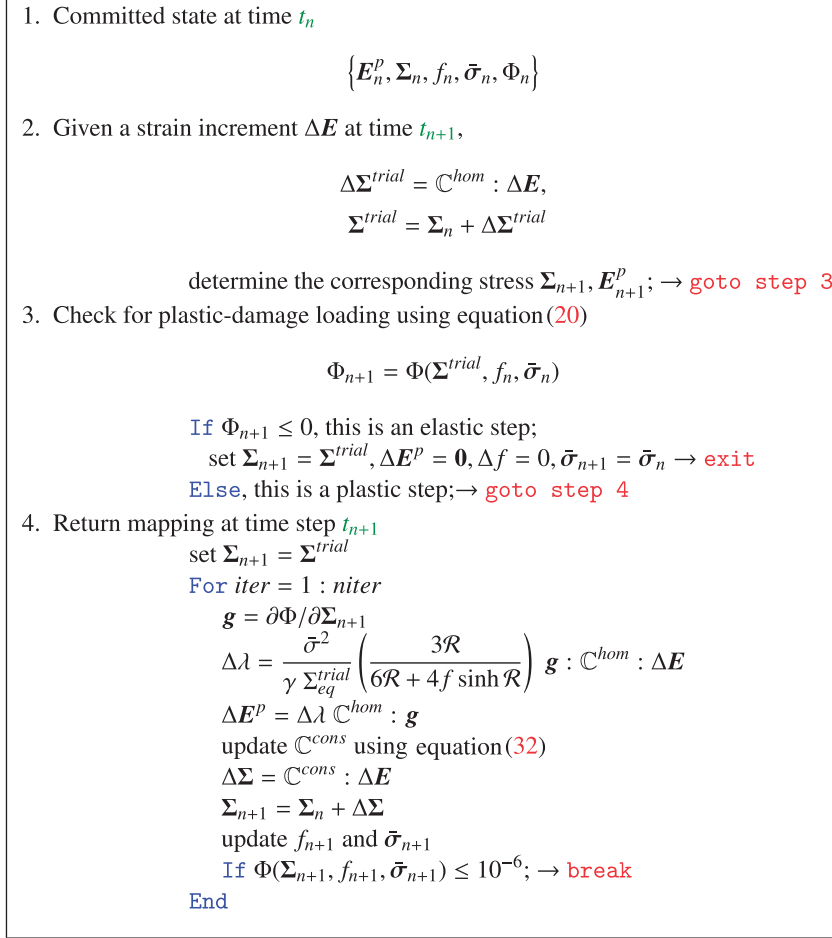 1. Committed state at time t_n
{E^p_n, Σ_n, f_n, σ̄_n, Φ_n}
2. Given a strain increment ΔE at time t_{n+1},
ΔΣ^{trial} = ℂ^{hom} : ΔE,
Σ^{trial} = Σ_n + ΔΣ^{trial}
determine the corresponding stress Σ_{n+1}, E^p_{n+1}; → goto step 3
3. Check for plastic-damage loading using equation(20)
Φ_{n+1} = Φ(Σ^{trial}, f_n, σ̄_n)
If Φ_{n+1} ≤ 0, this is an elastic step;
set Σ_{n+1} = Σ^{trial}, ΔE^p = 0, Δf = 0, σ̄_{n+1} = σ̄_n → exit
Else, this is a plastic step;→ goto step 4
4. Return mapping at time step t_{n+1}
set Σ_{n+1} = Σ^{trial}
For iter = 1 : niter
g = ∂Φ/∂Σ_{n+1}
Δλ = \frac{σ̄^2}{γ Σ^{trial}_{eq}} (\frac{3ℛ}{6ℛ + 4f sinh ℛ}) g : ℂ^{hom} : ΔE
ΔE^p = Δλ ℂ^{hom} : g
update ℂ^{cons} using equation(32)
ΔΣ = ℂ^{cons} : ΔE
Σ_{n+1} = Σ_n + ΔΣ
update f_{n+1} and σ̄_{n+1}
If Φ(Σ_{n+1}, f_{n+1}, σ̄_{n+1}) ≤ 10^{-6}; → break
End